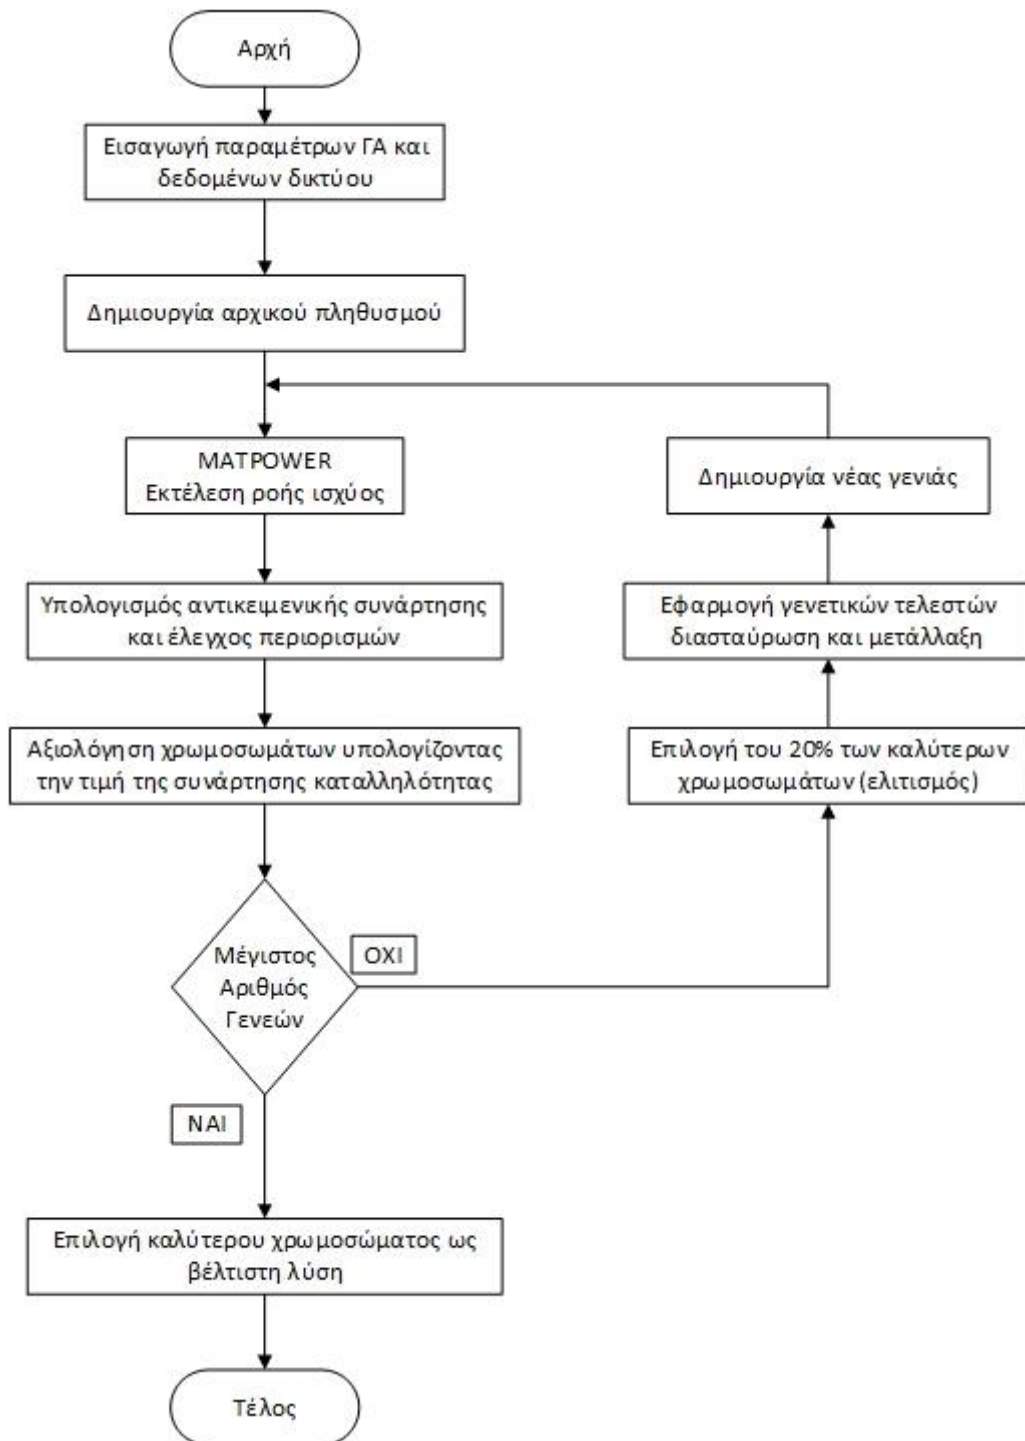 Αρχή
Εισαγωγή παραμέτρων ΓΑ και
δεδομένων δικτύου
Δημιουργία αρχικού πληθυσμού
MATPOWER
Εκτέλεση ροής ισχύος
Υπολογισμός αντικειμενικής συνάρτησης
και έλεγχος περιορισμών
Αξιολόγηση χρωμοσωμάτων υπολογίζοντας
την τιμή της συνάρτησης καταλληλότητας
Μέγιστος
Αριθμός
Γενεών
ΟΧΙ
Επιλογή του 20% των καλύτερων
χρωμοσωμάτων (ελιτισμός)
Εφαρμογή γενετικών τελεστών
διασταύρωση και μετάλλαξη
Δημιουργία νέας γενιάς
ΝΑΙ
Επιλογή καλύτερου χρωμοσώματος ως
βέλτιστη λύση
Τέλος